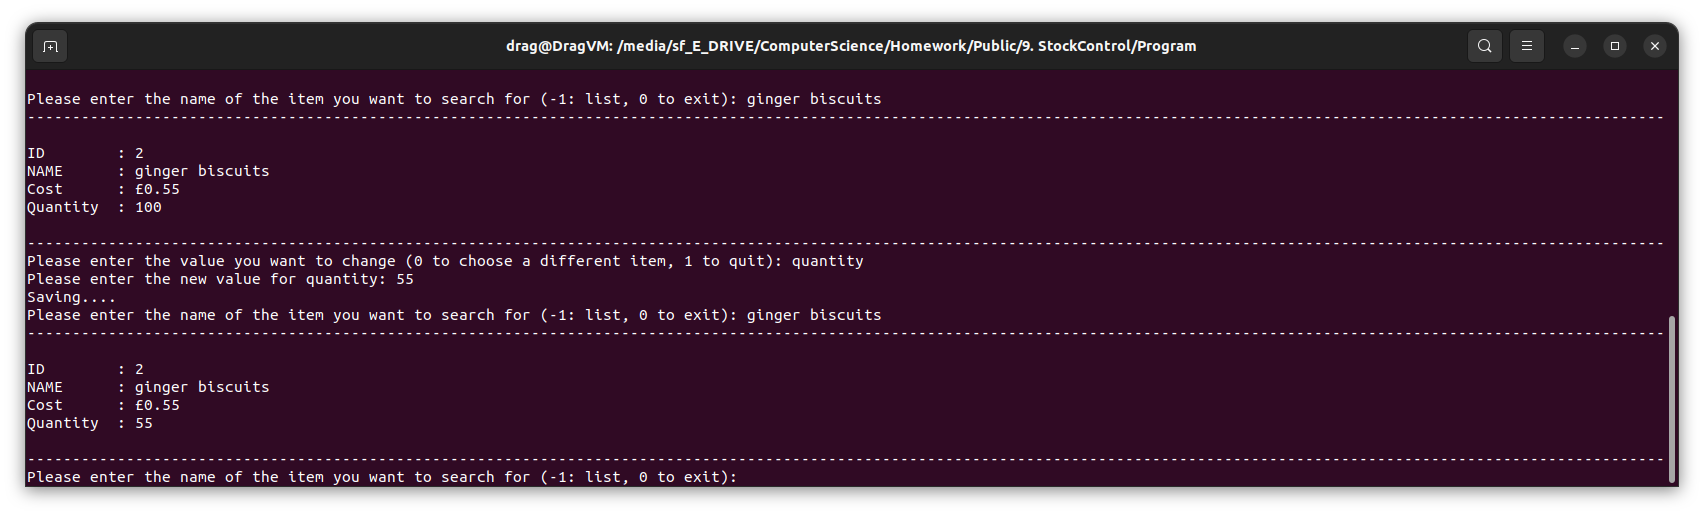 drag@DragVM: /media/sf_E_DRIVE/ComputerScience/Homework/Public/9. StockControl/Program
Please enter the name of the item you want to search for (-1: list, 0 to exit): ginger biscuits
--------------------------------------------------------------------------------------------------------------------------------------------------------------------------------------
ID        : 2
NAME      : ginger biscuits
Cost      : £0.55
Quantity  : 100
--------------------------------------------------------------------------------------------------------------------------------------------------------------------------------------
Please enter the value you want to change (0 to choose a different item, 1 to quit): quantity
Please enter the new value for quantity: 55
Saving....
Please enter the name of the item you want to search for (-1: list, 0 to exit): ginger biscuits
--------------------------------------------------------------------------------------------------------------------------------------------------------------------------------------
ID        : 2
NAME      : ginger biscuits
Cost      : £0.55
Quantity  : 55
--------------------------------------------------------------------------------------------------------------------------------------------------------------------------------------
Please enter the name of the item you want to search for (-1: list, 0 to exit):